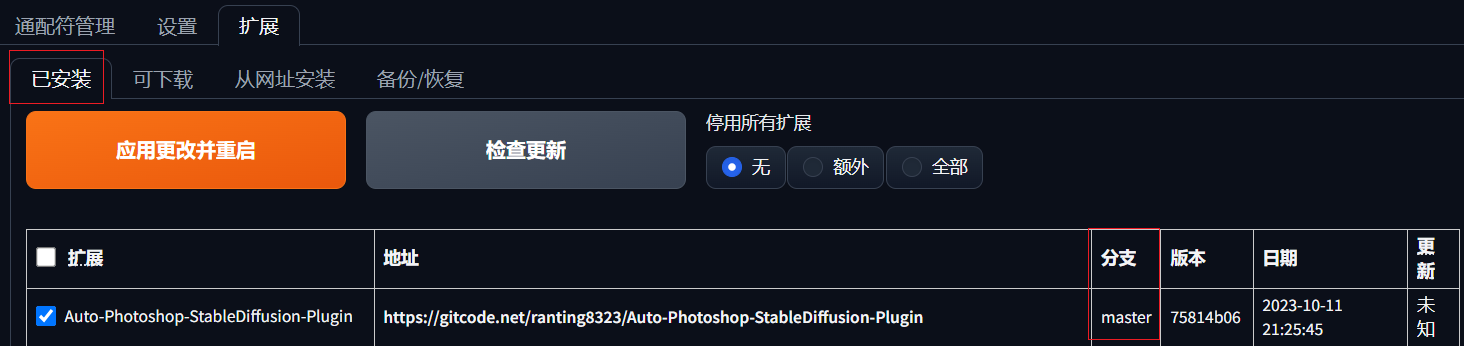 通配符管理 设置 扩展
已安装 可下载 从网址安装 备份/恢复
应用更改并重启 检查更新 停用所有扩展
无 额外 全部
扩展 地址 分支 版本 日期 更新
Auto-Photoshop-StableDiffusion-Plugin https://gitcode.net/ranting8323/Auto-Photoshop-StableDiffusion-Plugin master 75814b06 2023-10-11 21:25:45 未知